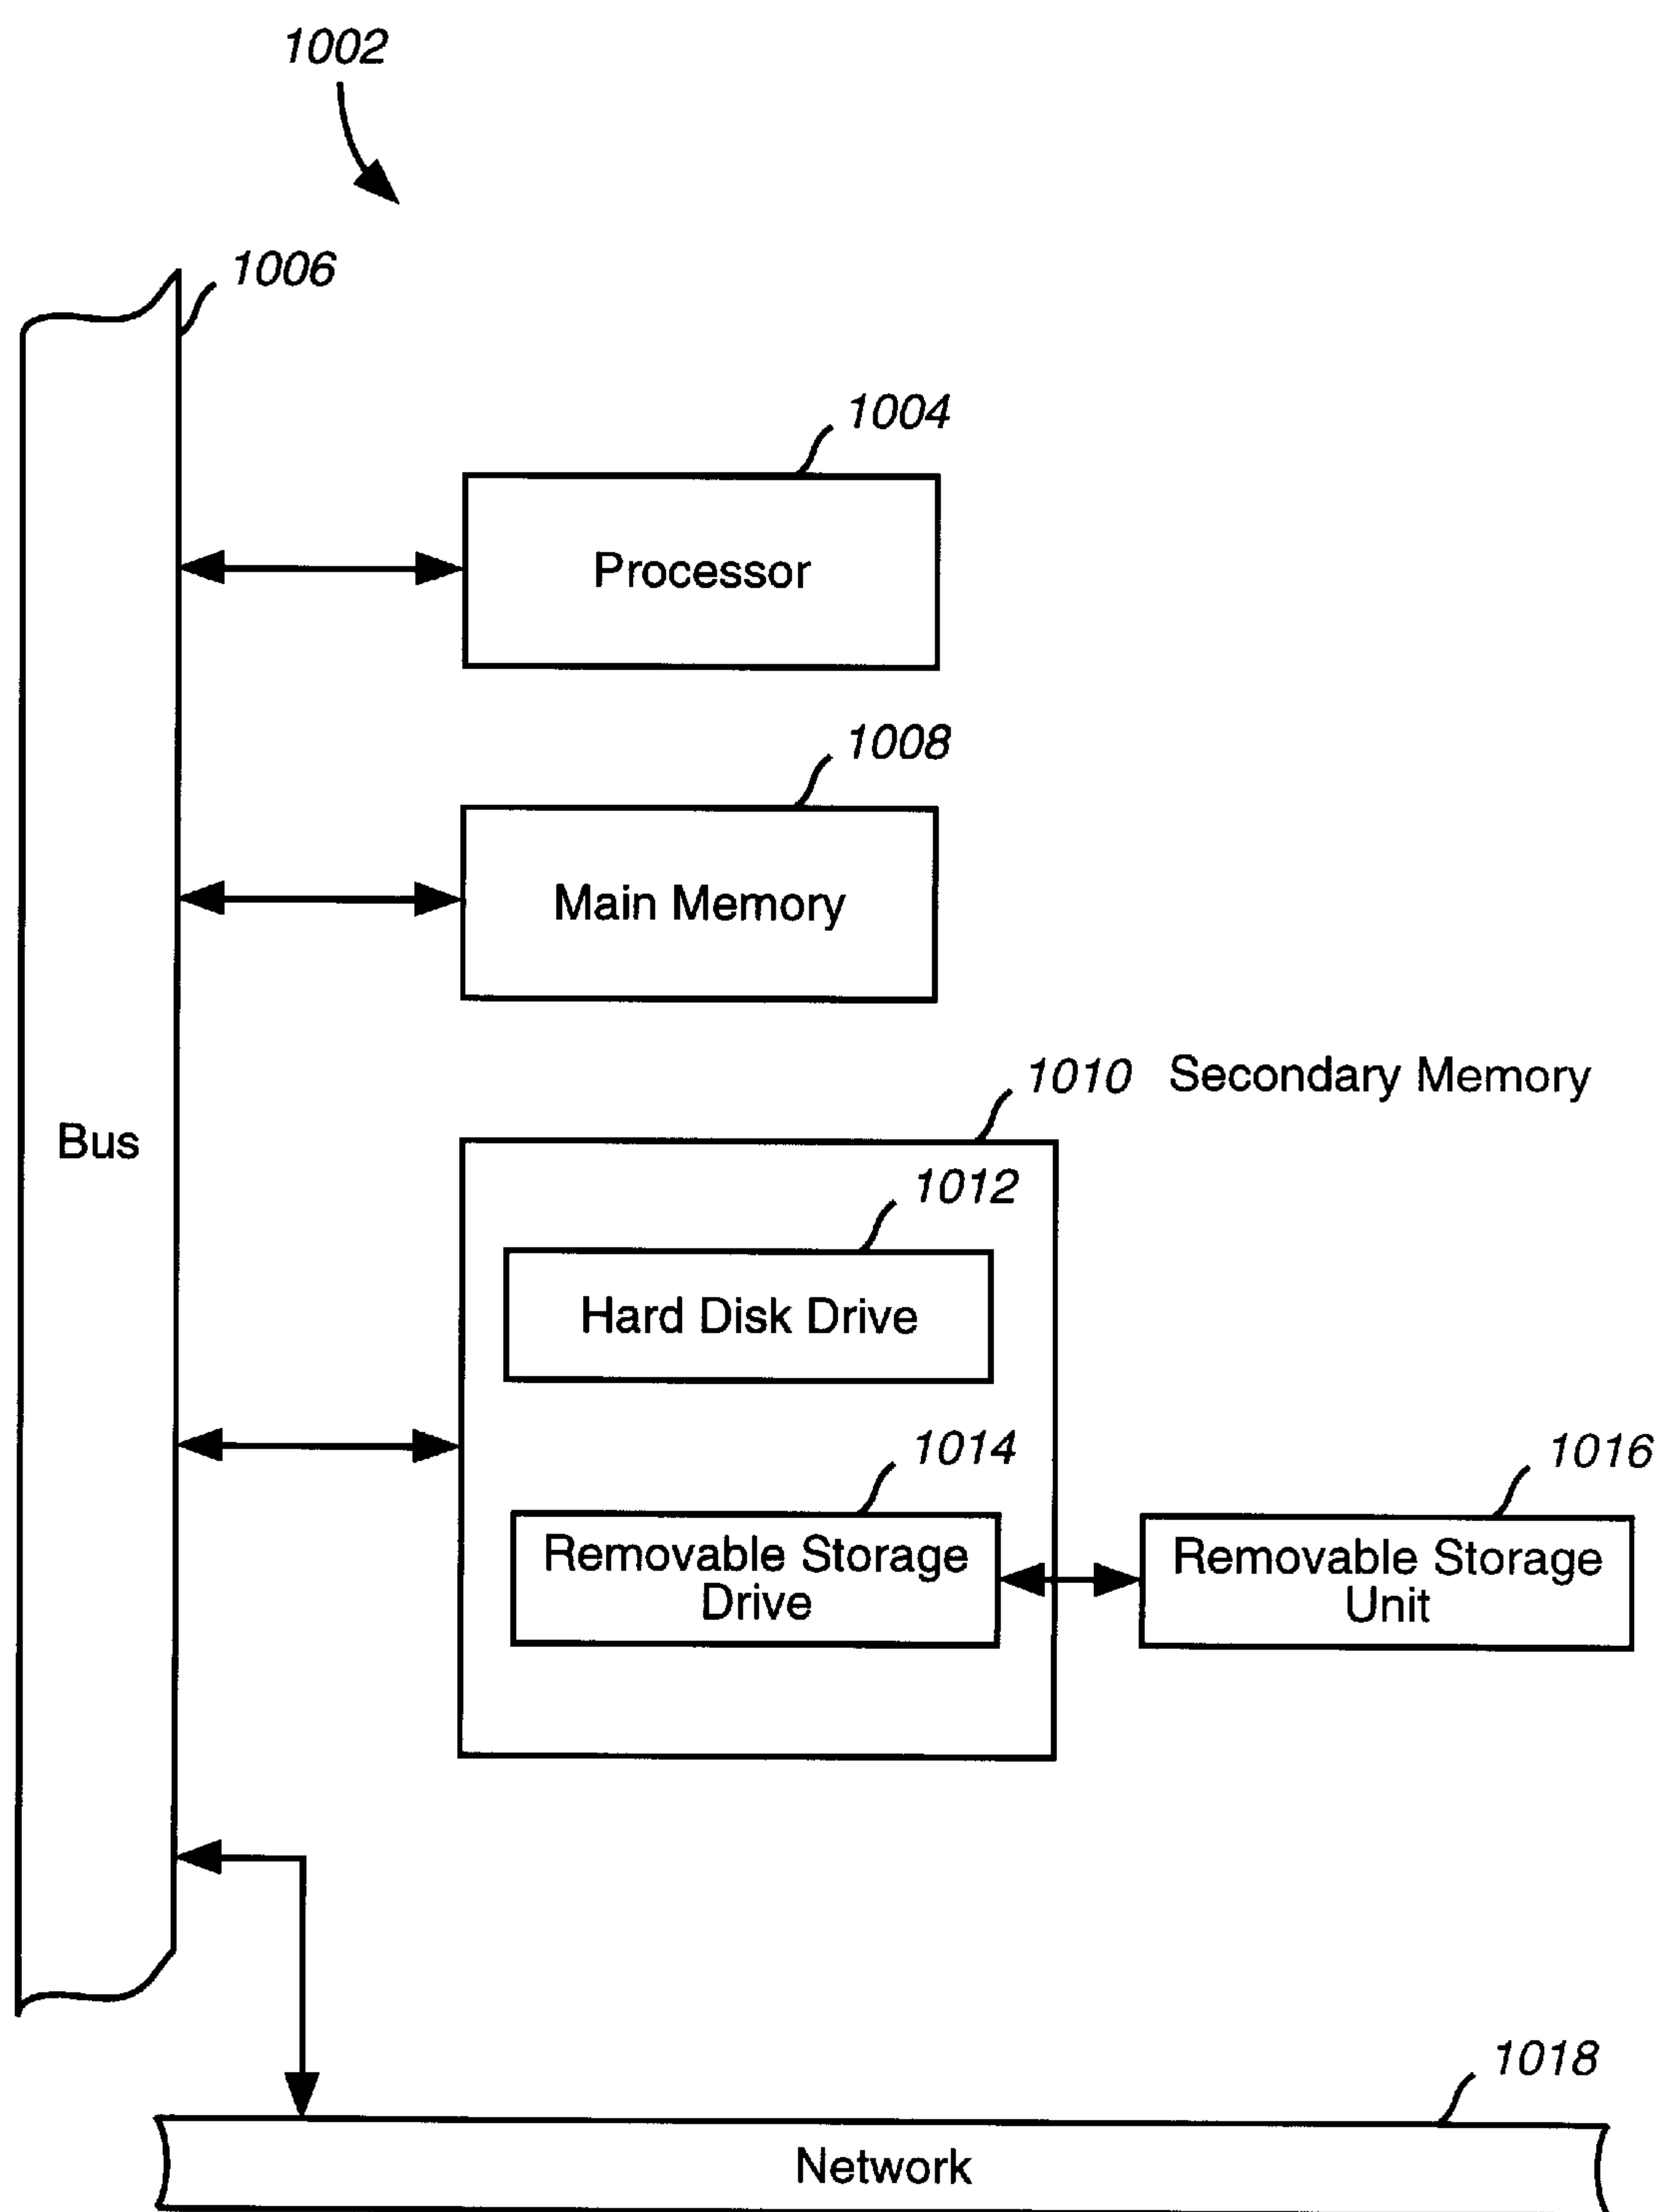 1002
1006
1004
Processor
1008
Main Memory
1010 Secondary Memory
Bus
1012
Hard Disk Drive
1014
1016
Removable Storage
Drive
Removable Storage
Unit
1018
Network